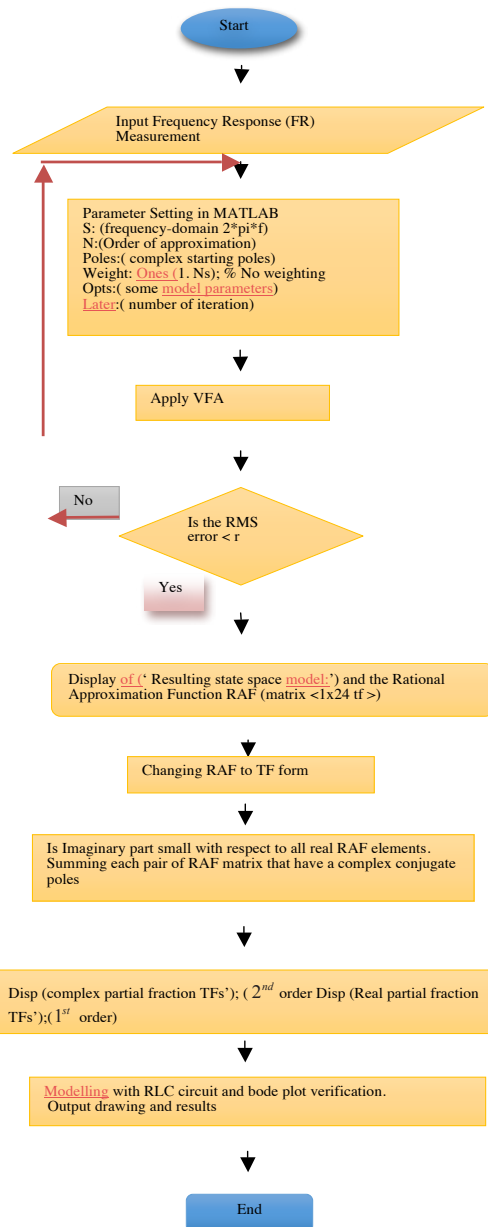 Start
Input Frequency Response (FR)
Measurement
Parameter Setting in MATLAB
S: (frequency-domain 2*pi*f)
N:(Order of approximation)
Poles:( complex starting poles)
Weight: Ones (1. Ns); % No weighting
Opts:( some model parameters)
Later:( number of iteration)
Apply VFA
No
Is the RMS
error < r
Yes
Display of (‘ Resulting state space model:’) and the Rational
Approximation Function RAF (matrix <1x24 tf >)
Changing RAF to TF form
Is Imaginary part small with respect to all real RAF elements.
Summing each pair of RAF matrix that have a complex conjugate
poles
Disp (complex partial fraction TFs’); ( 2nd order Disp (Real partial fraction
TFs’);(1st order)
Modelling with RLC circuit and bode plot verification.
Output drawing and results
End